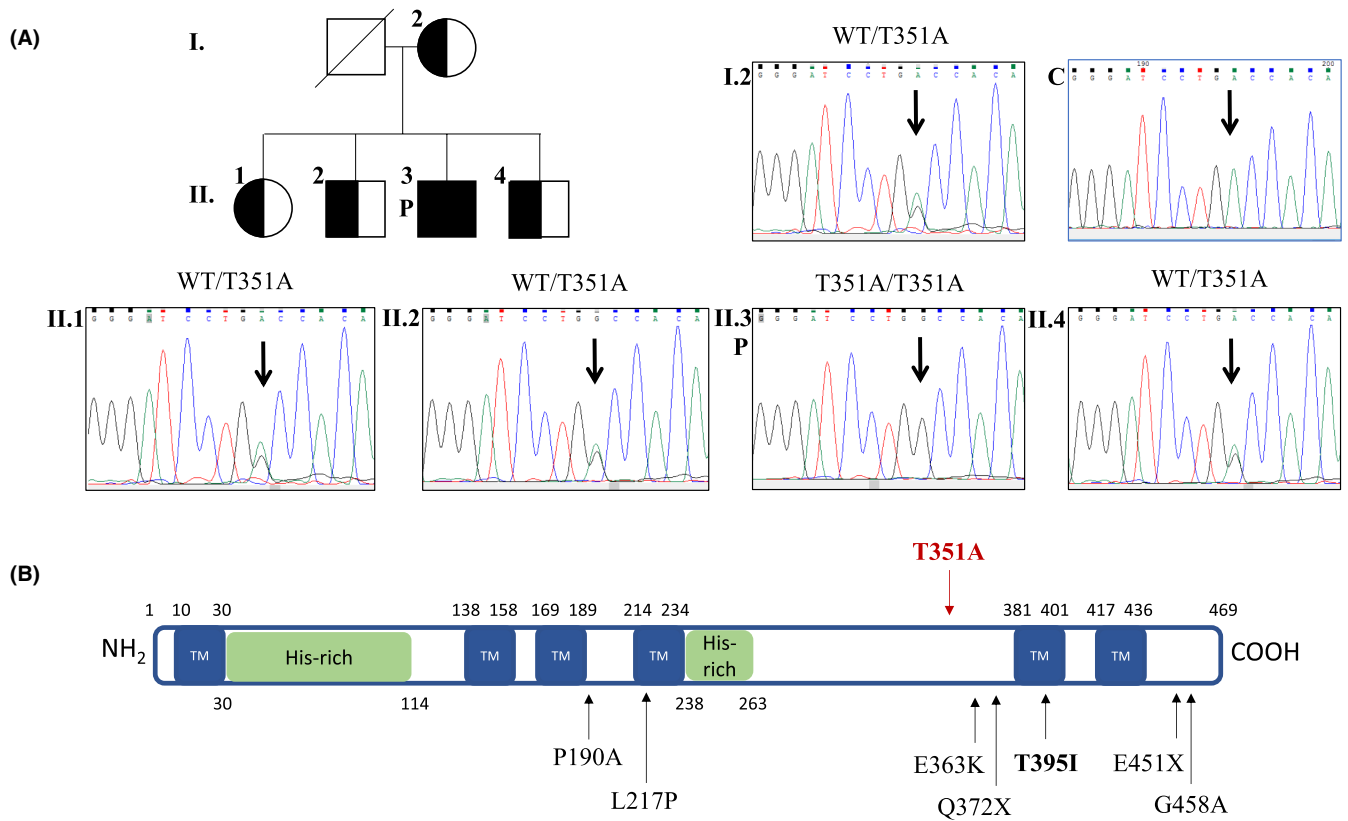 (A)
I.
2
II.
1
2
3
P
4
WT/T351A
I.2
G G G A T C C T G A C C A C A
C
190 200
G G G A T C C T G A C C A C A
WT/T351A
II.1
G G G A T C C T G A C C A C A
WT/T351A
II.2
G G G A T C C T G G C C A C A
T351A/T351A
II.3
P
G G G A T C C T G G C C A C A
WT/T351A
II.4
G G G A T C C T G A C C A C A
(B)
T351A
1 10 30 138 158 169 189 214 234 381 401 417 436 469
NH2 TM His-rich TM TM TM His-rich TM TM COOH
30 114 238 263
P190A
L217P
E363K
Q372X
T395I
E451X
G458A